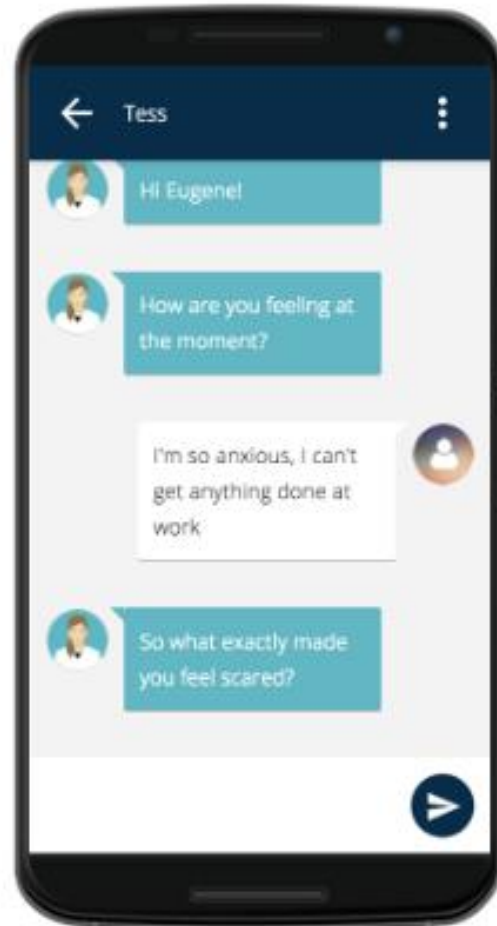 Tess
Hi Eugene!
How are you feeling at
the moment?
I'm so anxious, I can't
get anything done at
work
So what exactly made
you feel scared?